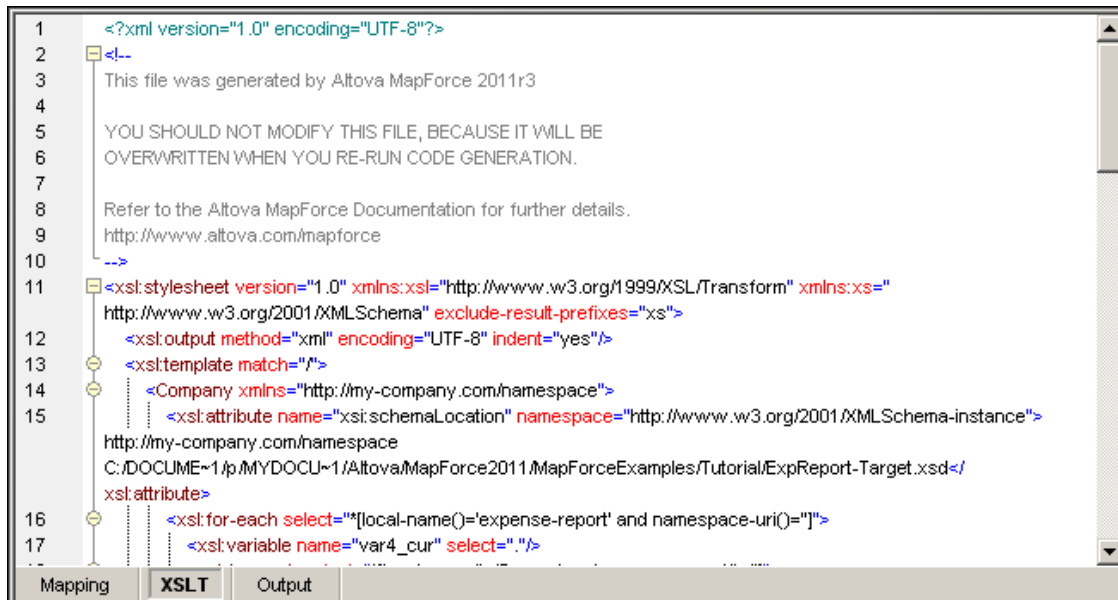 1 <?xml version="1.0" encoding="UTF-8"?>
2 <!--
3 This file was generated by Altova MapForce 2011r3
4
5 YOU SHOULD NOT MODIFY THIS FILE, BECAUSE IT WILL BE
6 OVERWRITTEN WHEN YOU RE-RUN CODE GENERATION.
7
8 Refer to the Altova MapForce Documentation for further details.
9 http://www.altova.com/mapforce
10 -->
11 <xsl:stylesheet version="1.0" xmlns:xsl="http://www.w3.org/1999/XSL/Transform" xmlns:xs="
http://www.w3.org/2001/XMLSchema" exclude-result-prefixes="xs">
12 <xsl:output method="xml" encoding="UTF-8" indent="yes"/>
13 <xsl:template match="/">
14 <Company xmlns="http://my-company.com/namespace">
15 <xsl:attribute name="xsi:schemaLocation" namespace="http://www.w3.org/2001/XMLSchema-instance">
http://my-company.com/namespace
C:/DOCUME~1/p/MYDOCU~1/Altova/MapForce2011/MapForceExamples/Tutorial/ExpReport-Target.xsd</
xsl:attribute>
16 <xsl:for-each select="*[local-name()='expense-report' and namespace-uri()='']">
17 <xsl:variable name="var4_cur" select="."/>
Mapping XSLT Output